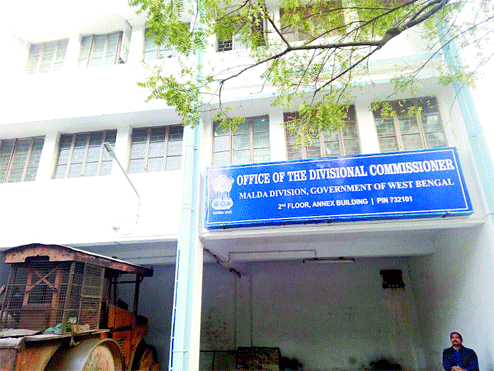 OFFICE OF THE DIVISIONAL COMMISSIONER
MALDA DIVISION, GOVERNMENT OF WEST BENGAL
2ND FLOOR, ANNEX BUILDING | PIN 732101